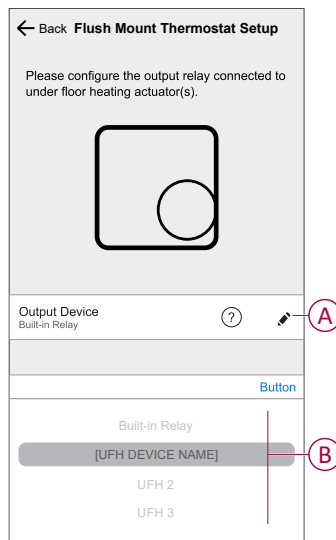 Back Flush Mount Thermostat Setup
Please configure the output relay connected to
under floor heating actuator(s).
Output Device
Built-in Relay
?
A
Button
Built-in Relay
[UFH DEVICE NAME]
B
UFH 2
UFH 3